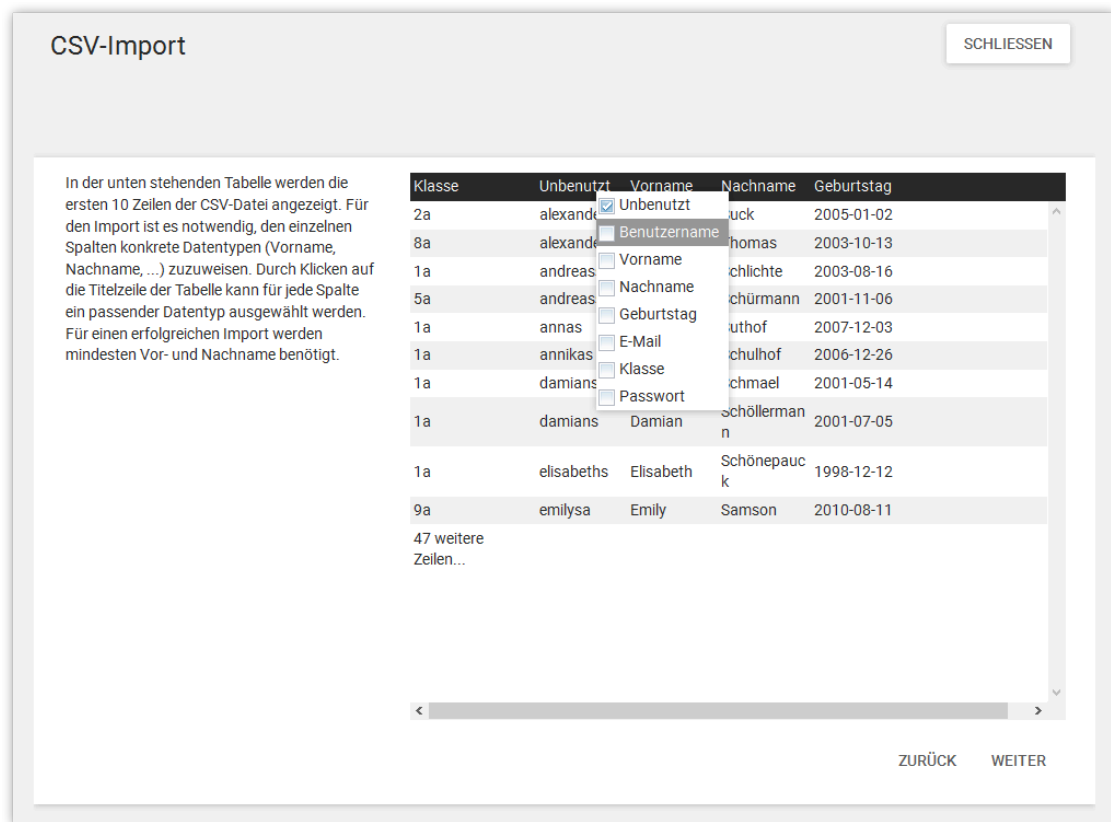 CSV-Import
SCHLIESSEN
In der unten stehenden Tabelle werden die
ersten 10 Zeilen der CSV-Datei angezeigt. Für
den Import ist es notwendig, den einzelnen
Spalten konkrete Datentypen (Vorname,
Nachname, ...) zuzuweisen. Durch Klicken auf
die Titelzeile der Tabelle kann für jede Spalte
ein passender Datentyp ausgewählt werden.
Für einen erfolgreichen Import werden
mindesten Vor- und Nachname benötigt.
Klasse Unbenutzt Vorname Nachname Geburtstag
2a 2005-01-02
8a 2003-10-13
1a 2003-08-16
5a 2001-11-06
1a annas 2007-12-03
1a annikas 2006-12-26
1a damians 2001-05-14
1a damians Damian Schöllermann 2001-07-05
1a elisabeths Elisabeth Schönepauck 1998-12-12
9a emilysa Emily Samson 2010-08-11
47 weitere
Zeilen...
Unbenutzt
Benutzername
Vorname
Nachname
Geburtstag
E-Mail
Klasse
Passwort
ZURÜCK WEITER